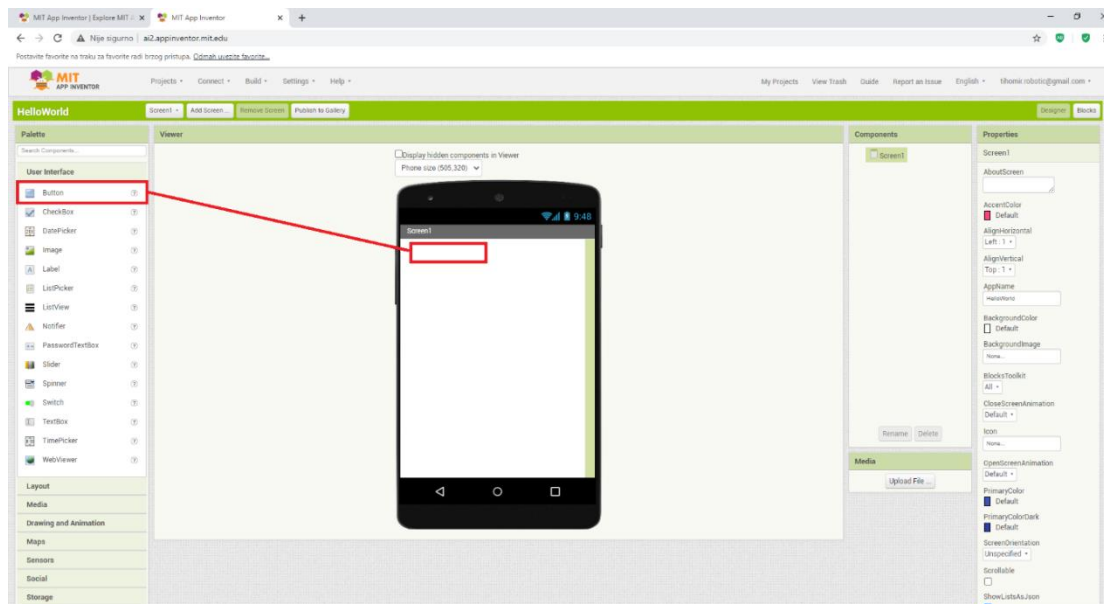 MIT App Inventor | Explore MIT A
MIT App Inventor
Nije sigurno | ai2.appinventor.mit.edu
Postavite favorite na traku za favorite radi bržeg pristupa. Odmah uvezite favorite...
MIT APP INVENTOR
Projects Connect Build Settings Help
My Projects View Trash Guide Report an Issue English tihomir.robotis@gmail.com
HelloWorld
Screen1 Add Screen ... Remove Screen Publish to Gallery
Designer Blocks
Palette
Search Components...
User Interface
Button
CheckBox
DatePicker
Image
Label
ListPicker
ListView
Notifier
PasswordTextBox
Slider
Spinner
Switch
TextBox
TimePicker
WebViewer
Layout
Media
Drawing and Animation
Maps
Sensors
Social
Storage
Viewer
Display hidden components in Viewer
Phone size (505,320)
9:48
Screen1
Components
Screen1
Rename Delete
Media
Upload File ...
Properties
Screen1
AboutScreen
AccentColor
Default
AlignHorizontal
Left : 1
AlignVertical
Top : 1
AppName
HelloWorld
BackgroundColor
Default
BackgroundImage
None...
BlocksToolkit
All
CloseScreenAnimation
Default
Icon
None...
OpenScreenAnimation
Default
PrimaryColor
Default
PrimaryColorDark
Default
ScreenOrientation
Unspecified
Scrollable
ShowListsAsJson